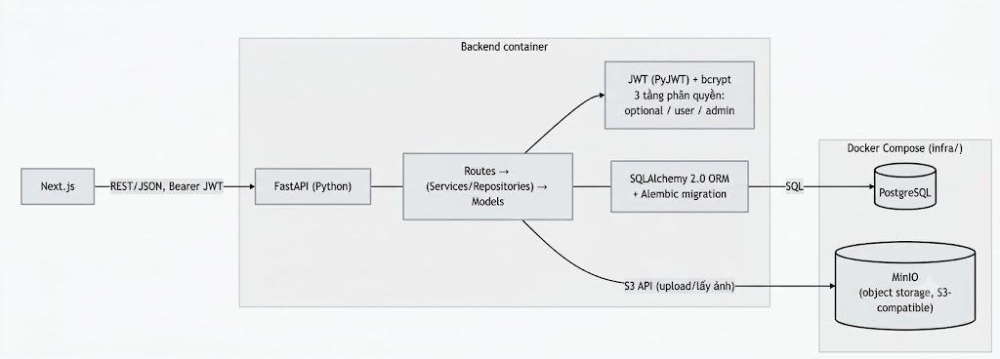 Backend container
JWT (PyJWT) + bcrypt
3 tầng phân quyền:
optional / user / admin
Docker Compose (infra/)
Next.js
REST/JSON, Bearer JWT
FastAPI (Python)
Routes →
(Services/Repositories) →
Models
SQLAlchemy 2.0 ORM
+ Alembic migration
SQL
PostgreSQL
S3 API (upload/lấy ảnh)
MinIO
(object storage, S3-
compatible)